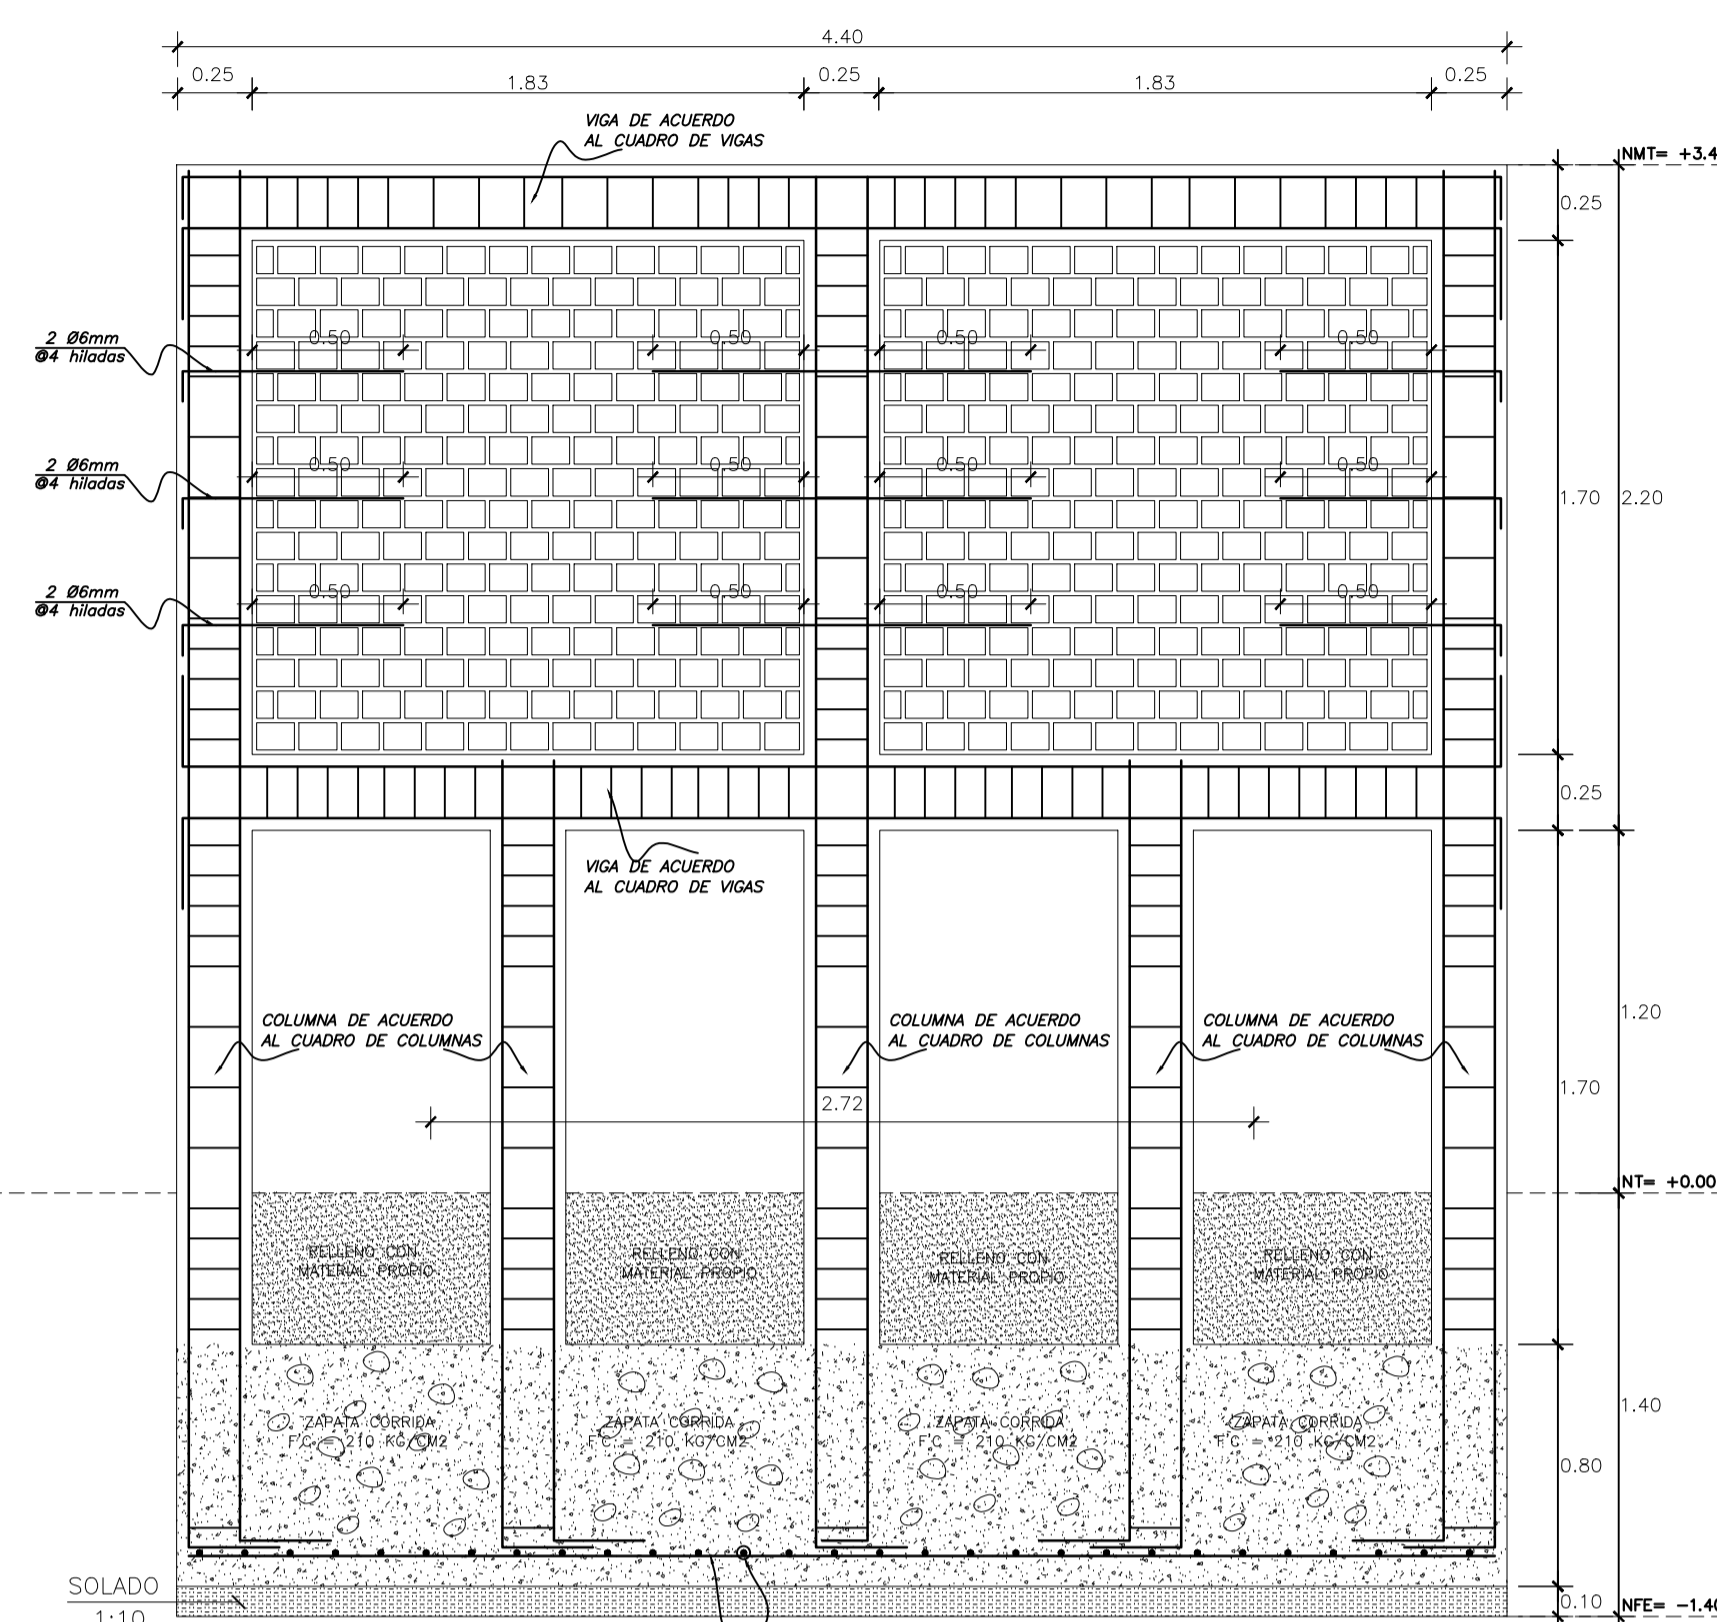 4.40
0.25
1.83
0.25
1.83
0.25
VIGA DE ACUERDO
AL CUADRO DE VIGAS
NMT= +3.4
0.25
2 Ø6mm
@4 hiladas
0.50
0.50
0.50
0.50
2 Ø6mm
@4 hiladas
0.50
0.50
0.50
0.50
1.70
2.20
2 Ø6mm
@4 hiladas
0.50
0.50
0.50
0.50
0.25
VIGA DE ACUERDO
AL CUADRO DE VIGAS
COLUMNA DE ACUERDO
AL CUADRO DE COLUMNAS
COLUMNA DE ACUERDO
AL CUADRO DE COLUMNAS
COLUMNA DE ACUERDO
AL CUADRO DE COLUMNAS
1.20
1.70
2.72
NT= +0.00
RELLENO CON
MATERIAL PROPIO
RELLENO CON
MATERIAL PROPIO
RELLENO CON
MATERIAL PROPIO
RELLENO CON
MATERIAL PROPIO
ZAPATA CORRIDA
F'C = 210 KG/CM2
ZAPATA CORRIDA
F'C = 210 KG/CM2
ZAPATA CORRIDA
F'C = 210 KG/CM2
ZAPATA CORRIDA
F'C = 210 KG/CM2
1.40
0.80
SOLADO
1:10
0.10
NFE= -1.40